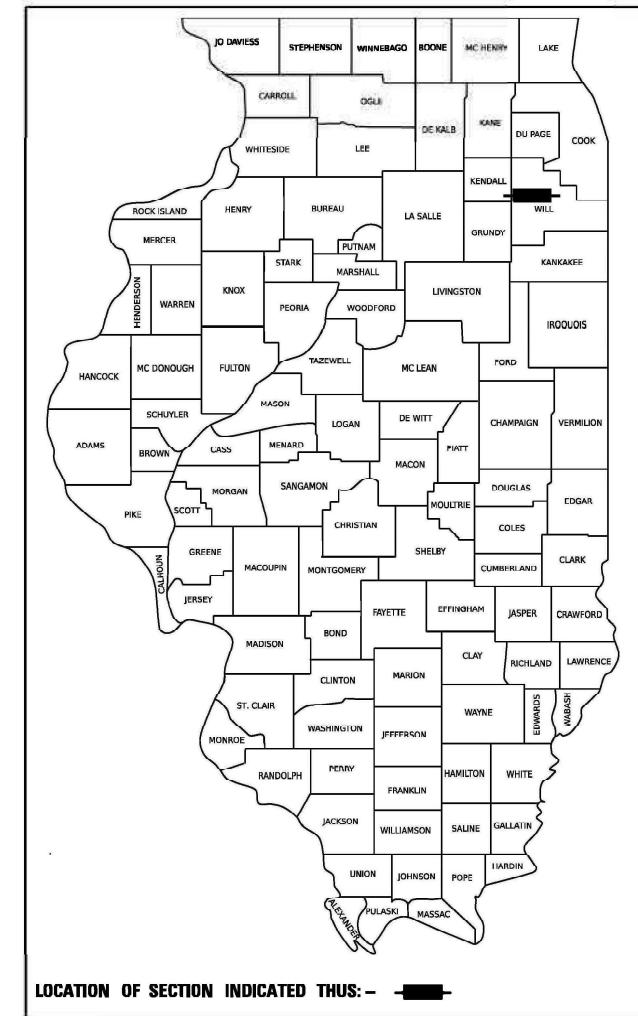 JO DAVIESS
STEPHENSON
WINNEBAGO
BOONE
MC HENRY
LAKE
CARROLL
OGLE
DE KALB
KANE
DU PAGE
COOK
WHITESIDE
LEE
KENDALL
WILL
ROCK ISLAND
HENRY
BUREAU
LA SALLE
GRUNDY
MERCER
PUTNAM
STARK
MARSHALL
KANKAKEE
HENDERSON
WARREN
KNOX
PEORIA
WOODFORD
LIVINGSTON
IROQUOIS
HANCOCK
MC DONOUGH
FULTON
TAZEWELL
MC LEAN
FORD
SCHUYLER
MASON
LOGAN
DE WITT
CHAMPAIGN
VERMILION
ADAMS
BROWN
CASS
MENARD
PIATT
MACON
SANGAMON
MORGAN
SCOTT
PIKE
CHRISTIAN
MOULTRIE
DOUGLAS
EDGAR
COLES
GREENE
CALHOUN
MACOUPIN
MONTGOMERY
SHELBY
CUMBERLAND
CLARK
JERSEY
FAYETTE
EFFINGHAM
JASPER
CRAWFORD
MADISON
BOND
CLAY
RICHLAND
LAWRENCE
CLINTON
MARION
ST. CLAIR
WAYNE
EDWARDS
WABASH
MONROE
WASHINGTON
JEFFERSON
RANDOLPH
PERRY
HAMILTON
WHITE
FRANKLIN
JACKSON
WILLIAMSON
SALINE
GALLATIN
UNION
JOHNSON
POPE
HARDIN
ALEXANDER
PULASKI
MASSAC
LOCATION OF SECTION INDICATED THUS: –